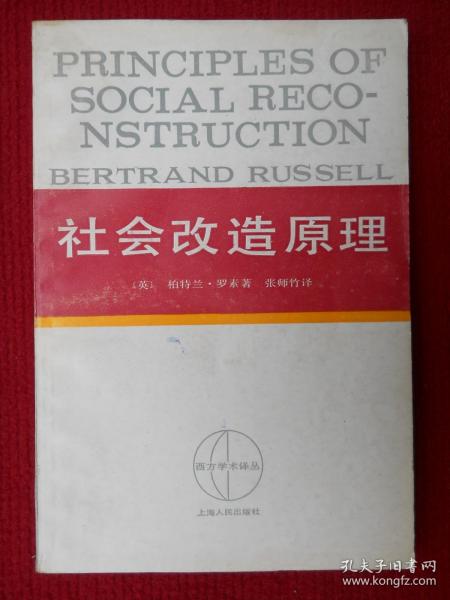 PRINCIPLES OF
SOCIAL RECO-
NSTRUCTION
BERTRAND RUSSELL
社会改造原理
〔英〕 柏特兰·罗素著 张师竹译
西方学术译丛
上海人民出版社
孔夫子旧书网
www.kongfz.com